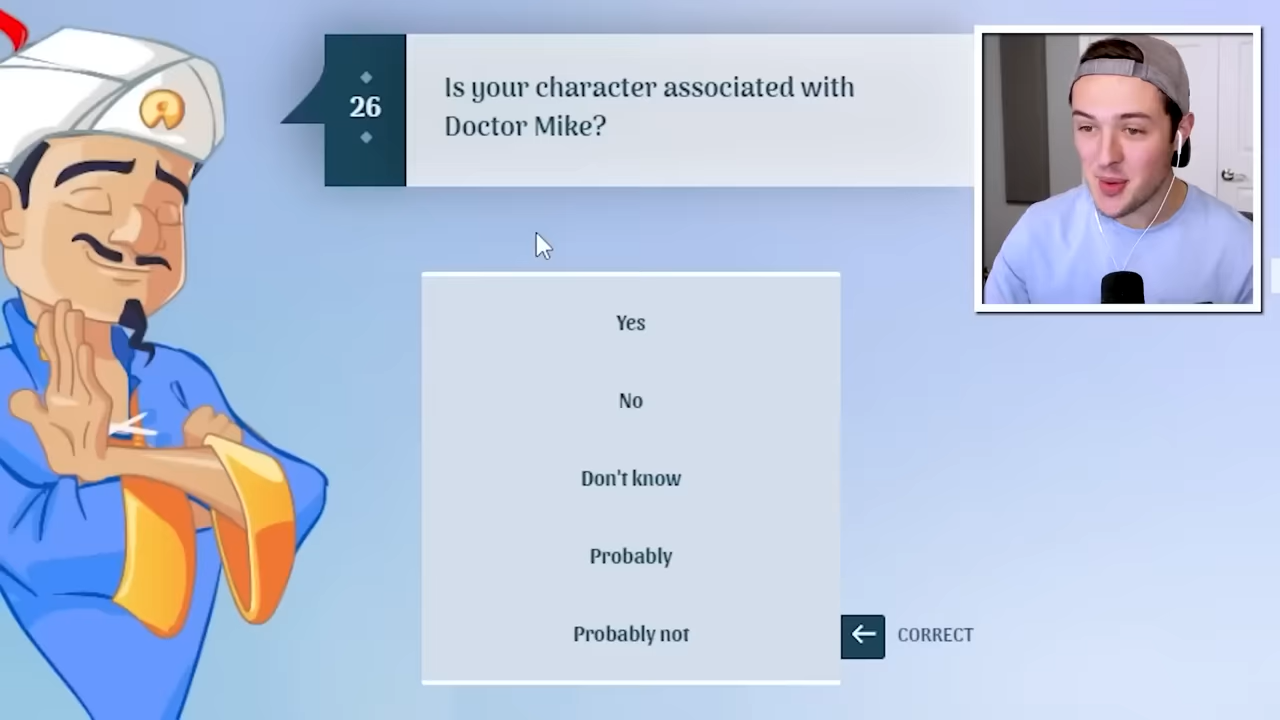 26
Is your character associated with
Doctor Mike?
Yes
No
Don't know
Probably
Probably not
CORRECT